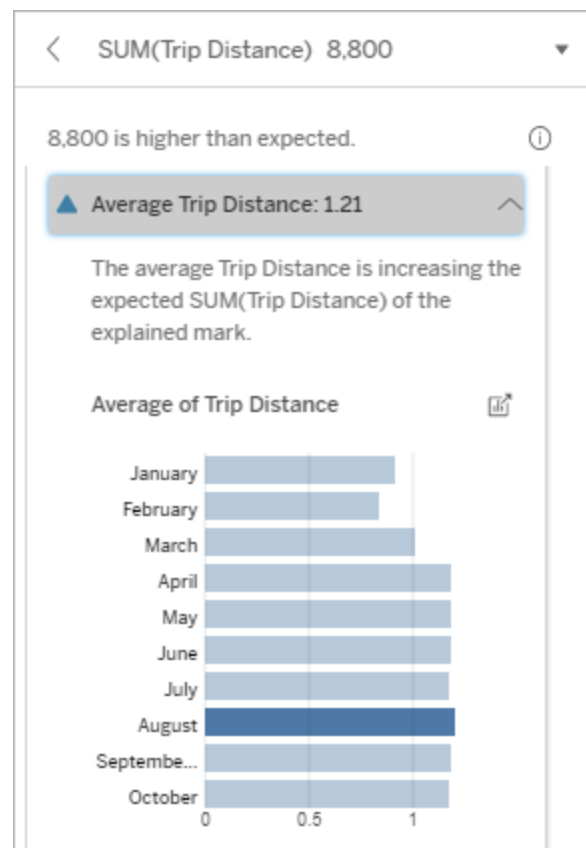 SUM(Trip Distance) 8,800
8,800 is higher than expected.
Average Trip Distance: 1.21
The average Trip Distance is increasing the
expected SUM(Trip Distance) of the
explained mark.
Average of Trip Distance
January
February
March
April
May
June
July
August
Septembe...
October
0 0.5 1